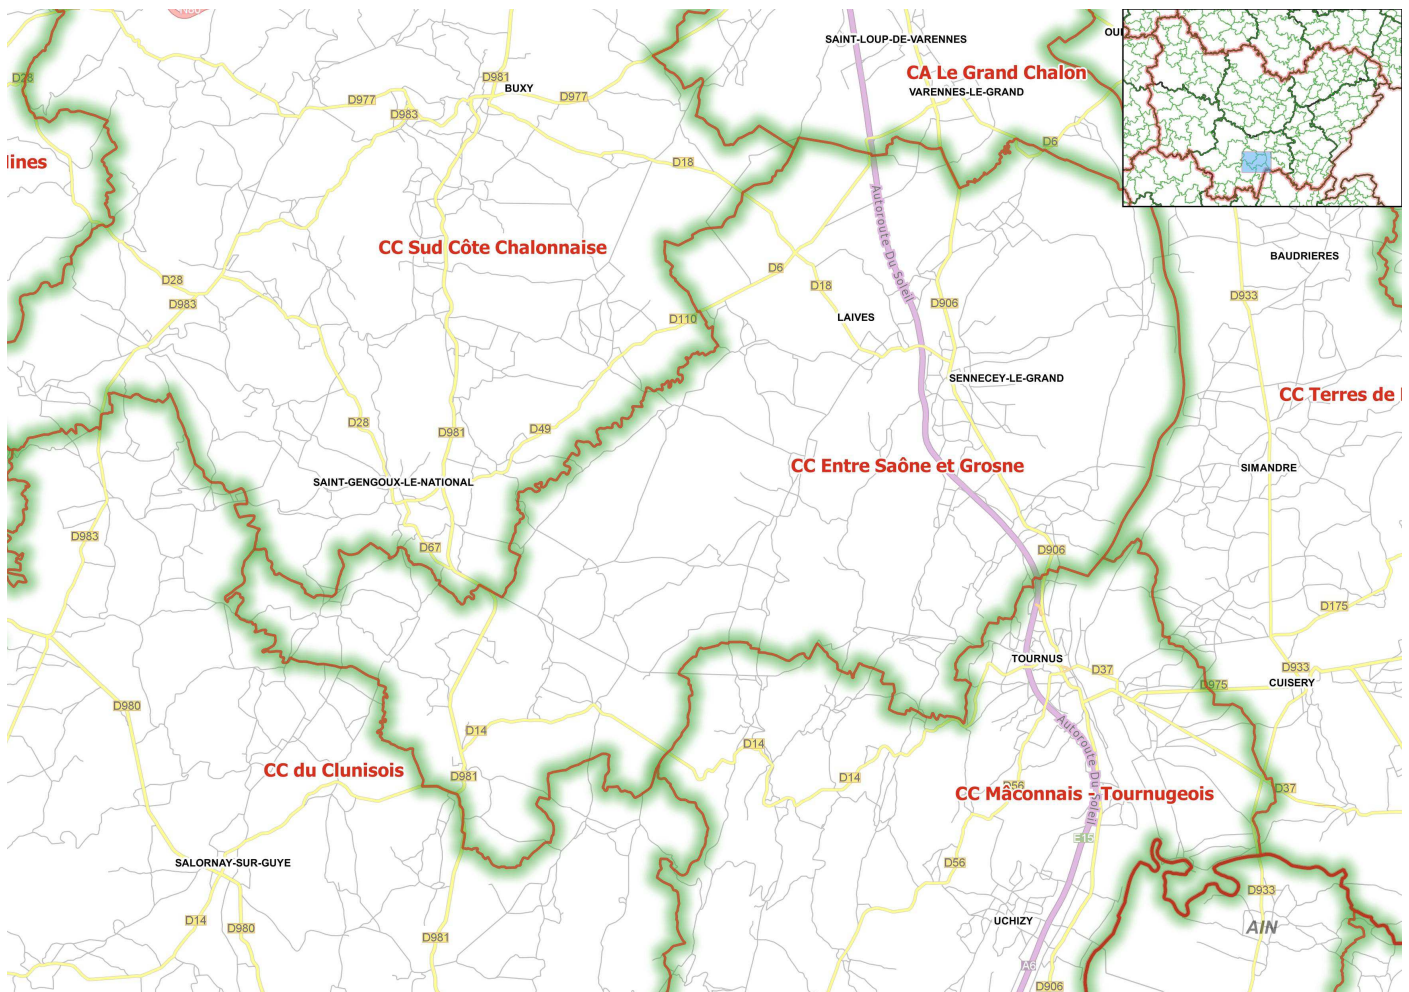 SAINT-LOUP-DE-VARENNES
CA Le Grand Chalon
D28
D981
BUXY
VARENNES-LE-GRAND
D977
D977
D983
D6
lines
D18
Autoroute Du Soleil
CC Sud Côte Chalonnaise
BAUDRIERES
D6
D28
D18
D933
D983
D906
D110
LAIVES
SENNECEY-LE-GRAND
CC Terres de
D28
D981
D49
CC Entre Saône et Grosne
SIMANDRE
SAINT-GENGOUX-LE-NATIONAL
D983
D67
D906
D175
TOURNUS
D37
D933
D975
CUISERY
D980
D14
D14
Autoroute Du Soleil
CC du Clunisois
D981
D14
D56
D37
CC Mâconnais - Tournugeois
E15
SALORNAY-SUR-GUYE
D56
D933
D14
D980
D981
UCHIZY
AIN
A6
D906